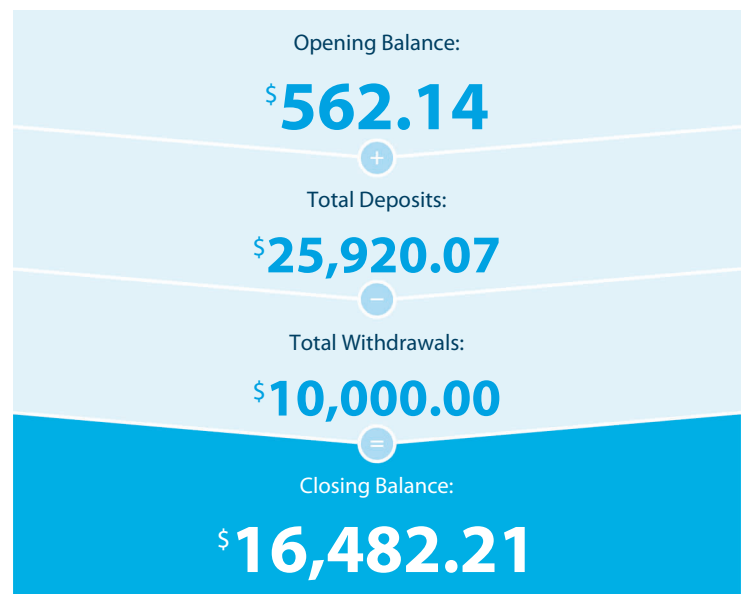 Opening Balance:
$562.14
+
Total Deposits:
$25,920.07
−
Total Withdrawals:
$10,000.00
=
Closing Balance:
$16,482.21